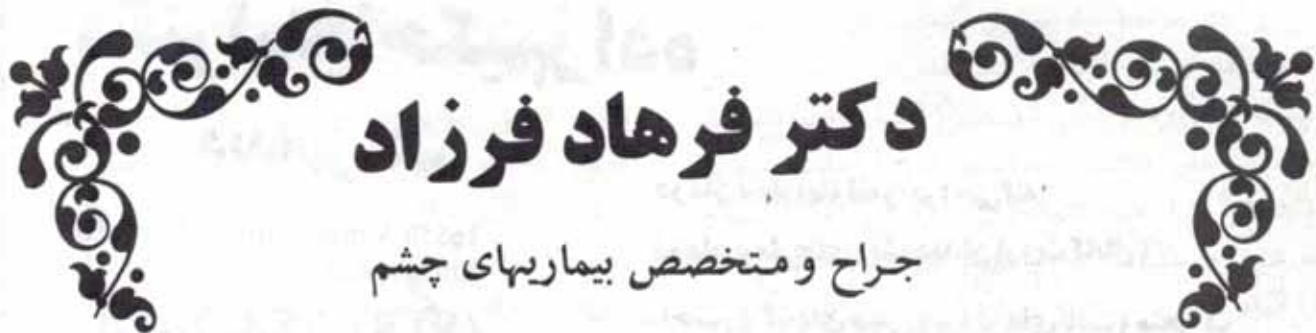 دکتر فرهاد فرزاد
جراح و متخصص بیماریهای چشم